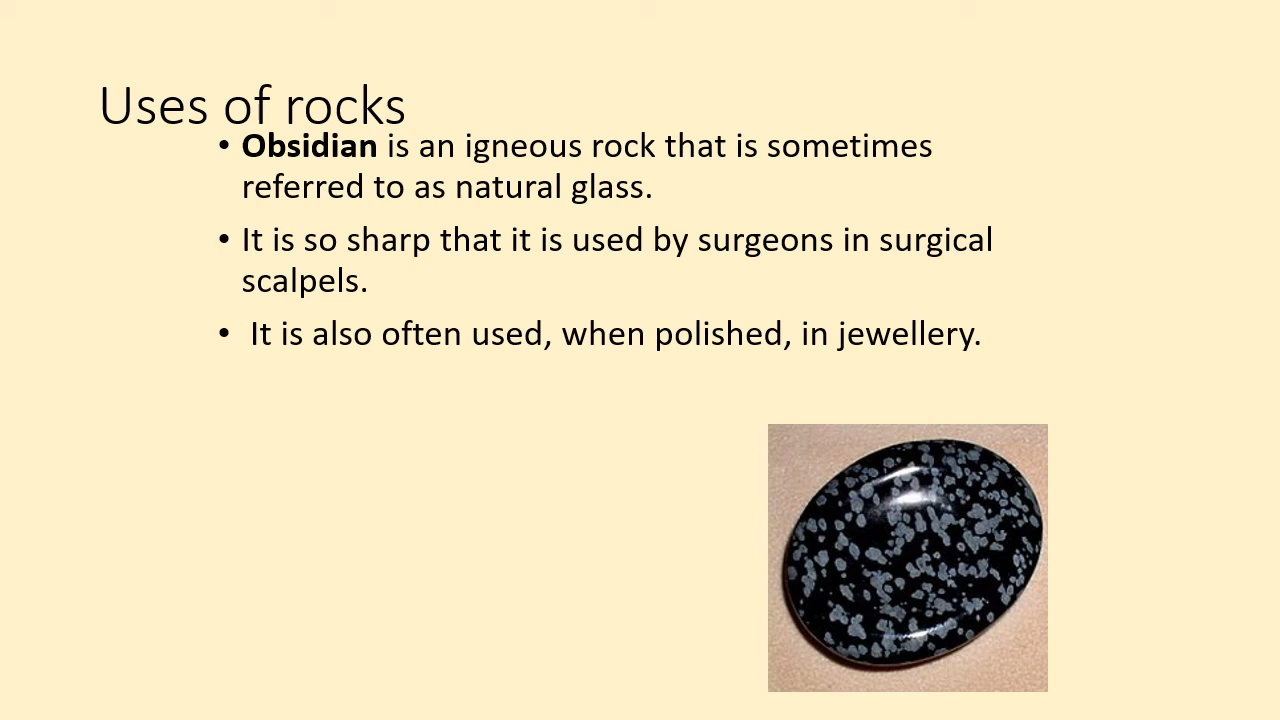 Uses of rocks
• Obsidian is an igneous rock that is sometimes
referred to as natural glass.
• It is so sharp that it is used by surgeons in surgical
scalpels.
• It is also often used, when polished, in jewellery.